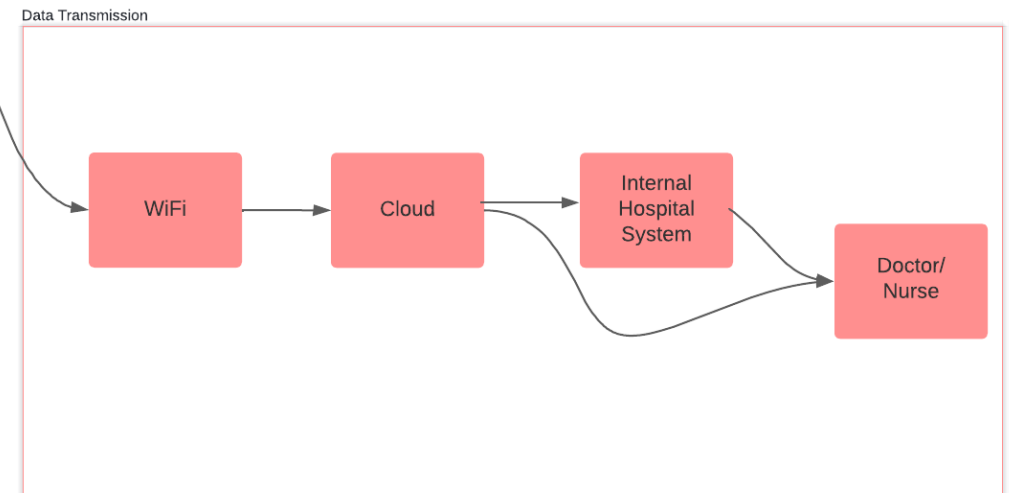 Data Transmission
WiFi
Cloud
Internal
Hospital
System
Doctor/
Nurse